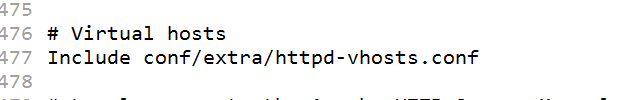 475
476 # Virtual hosts
477 Include conf/extra/httpd-vhosts.conf
478